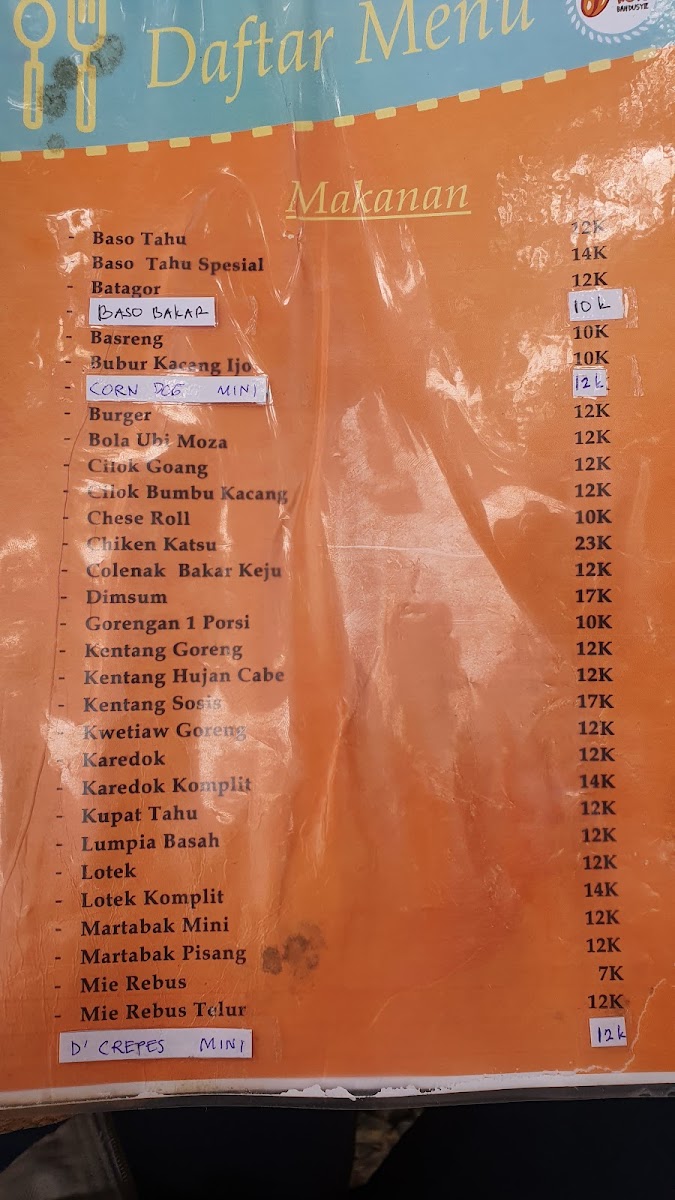 Daftar Menu
BANDUSYIE
Makanan
- Baso Tahu 12K
- Baso Tahu Spesial 14K
- Batagor 12K
- BASO BAKAR 10k
- Basreng 10K
- Bubur Kacang Ijo 10K
- CORN DOG MINI 12k
- Burger 12K
- Bola Ubi Moza 12K
- Cilok Goang 12K
- Cilok Bumbu Kacang 12K
- Chese Roll 10K
- Chiken Katsu 23K
- Colenak Bakar Keju 12K
- Dimsum 17K
- Gorengan 1 Porsi 10K
- Kentang Goreng 12K
- Kentang Hujan Cabe 12K
- Kentang Sosis 17K
- Kwetiaw Goreng 12K
- Karedok 12K
- Karedok Komplit 14K
- Kupat Tahu 12K
- Lumpia Basah 12K
- Lotek 12K
- Lotek Komplit 14K
- Martabak Mini 12K
- Martabak Pisang 12K
- Mie Rebus 7K
- Mie Rebus Telur 12K
D' CREPES MINI 12k